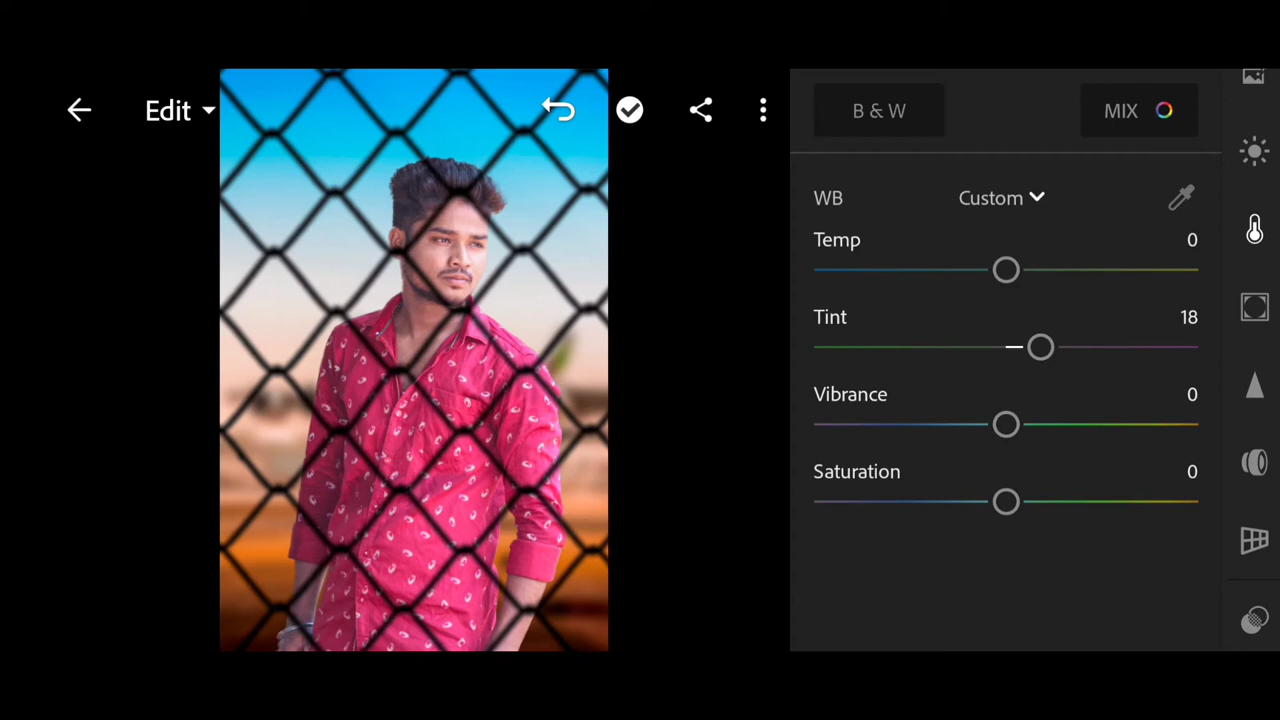 Edit
B & W
MIX
WB
Custom
Temp
0
Tint
18
Vibrance
0
Saturation
0